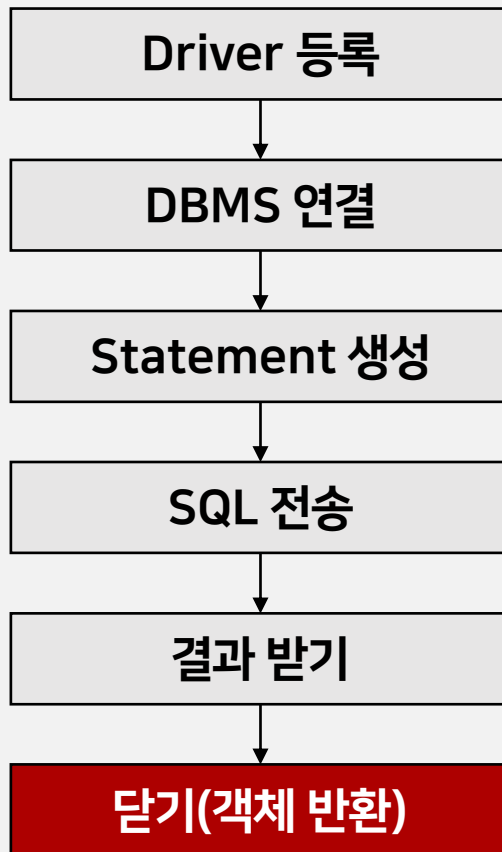 Driver 등록
DBMS 연결
Statement 생성
SQL 전송
결과 받기
닫기(객체 반환)